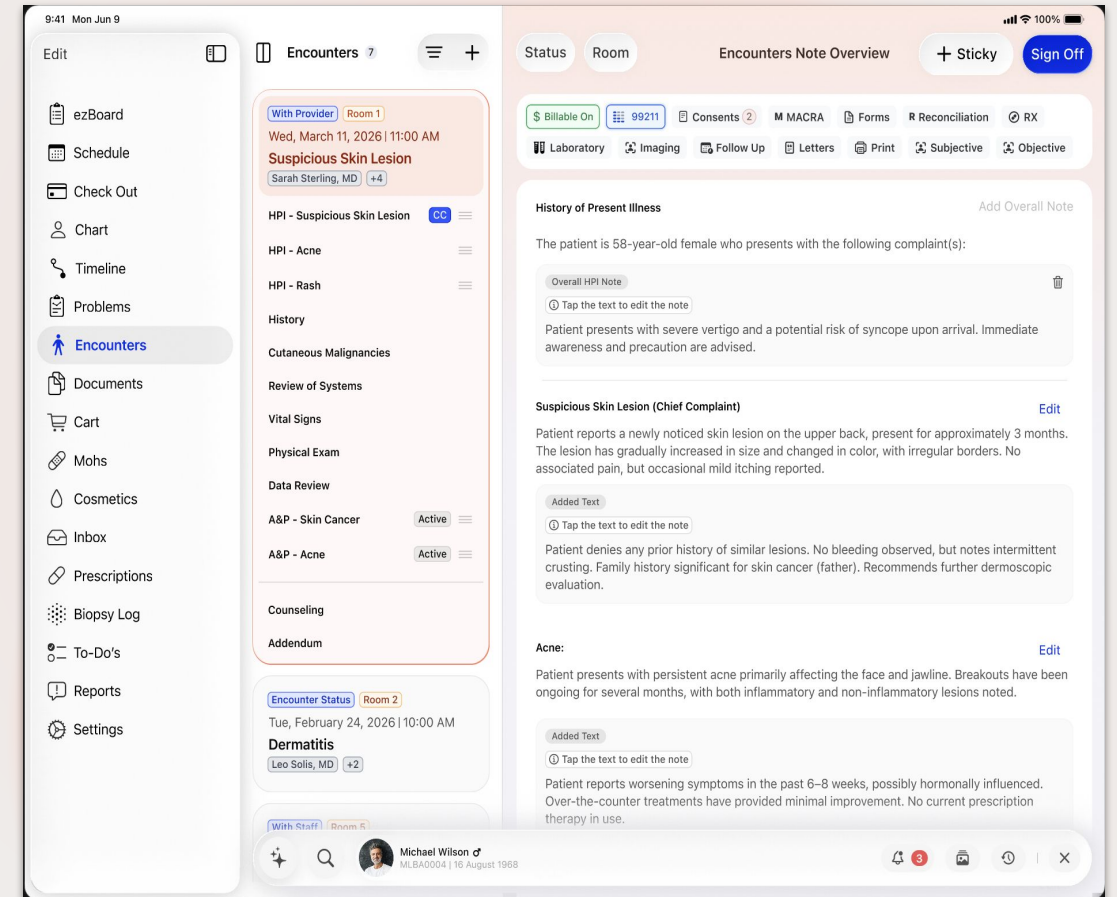 9:41 Mon Jun 9
100%
Edit
ezBoard
Schedule
Check Out
Chart
Timeline
Problems
Encounters
Documents
Cart
Mohs
Cosmetics
Inbox
Prescriptions
Biopsy Log
To-Do's
Reports
Settings
Encounters 7
With Provider Room 1
Wed, March 11, 2026 | 11:00 AM
Suspicious Skin Lesion
Sarah Sterling, MD +4
HPI - Suspicious Skin Lesion CC
HPI - Acne
HPI - Rash
History
Cutaneous Malignancies
Review of Systems
Vital Signs
Physical Exam
Data Review
A&P - Skin Cancer Active
A&P - Acne Active
Counseling
Addendum
Encounter Status Room 2
Tue, February 24, 2026 | 10:00 AM
Dermatitis
Leo Solis, MD +2
With Staff Room 5
Status Room Encounters Note Overview + Sticky Sign Off
$ Billable On 99211 Consents 2 M MACRA Forms R Reconciliation RX
Laboratory Imaging Follow Up Letters Print Subjective Objective
History of Present Illness Add Overall Note
The patient is 58-year-old female who presents with the following complaint(s):
Overall HPI Note
Tap the text to edit the note
Patient presents with severe vertigo and a potential risk of syncope upon arrival. Immediate
awareness and precaution are advised.
Suspicious Skin Lesion (Chief Complaint) Edit
Patient reports a newly noticed skin lesion on the upper back, present for approximately 3 months.
The lesion has gradually increased in size and changed in color, with irregular borders. No
associated pain, but occasional mild itching reported.
Added Text
Tap the text to edit the note
Patient denies any prior history of similar lesions. No bleeding observed, but notes intermittent
crusting. Family history significant for skin cancer (father). Recommends further dermoscopic
evaluation.
Acne: Edit
Patient presents with persistent acne primarily affecting the face and jawline. Breakouts have been
ongoing for several months, with both inflammatory and non-inflammatory lesions noted.
Added Text
Tap the text to edit the note
Patient reports worsening symptoms in the past 6–8 weeks, possibly hormonally influenced.
Over-the-counter treatments have provided minimal improvement. No current prescription
therapy in use.
Michael Wilson ♂
MLBA0004 | 16 August 1968
3